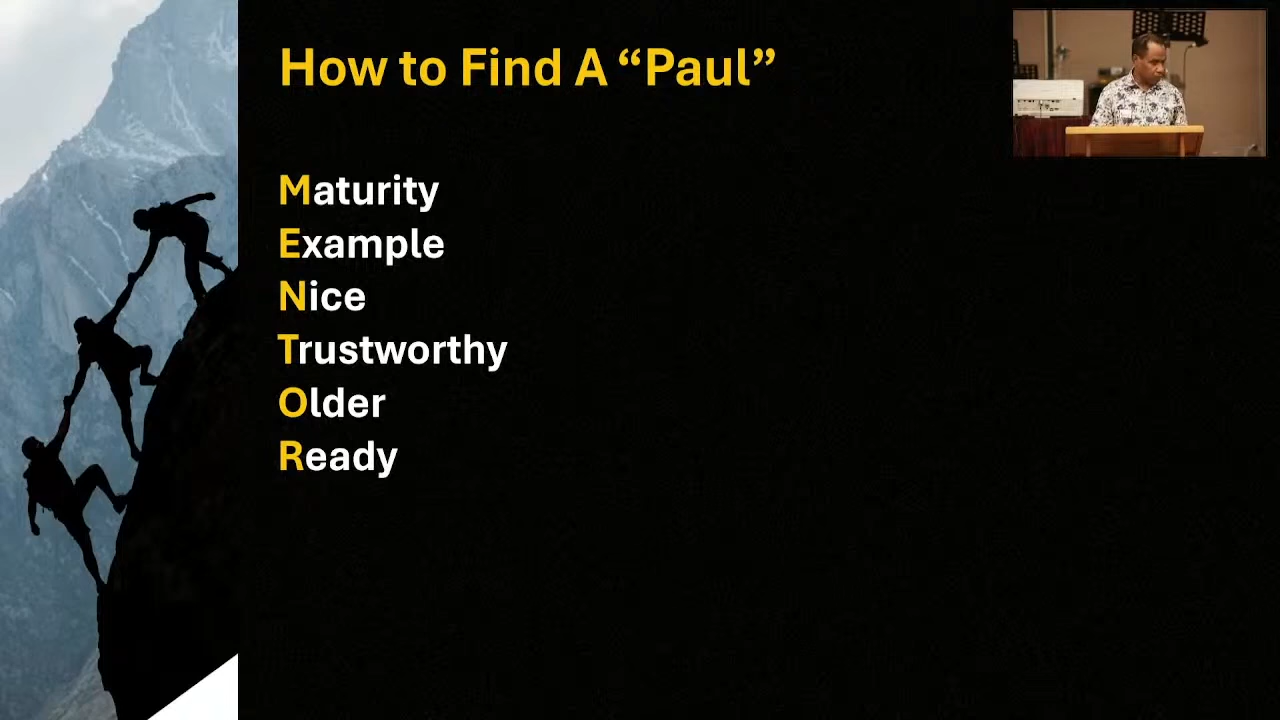 How to Find A “Paul”
Maturity
Example
Nice
Trustworthy
Older
Ready